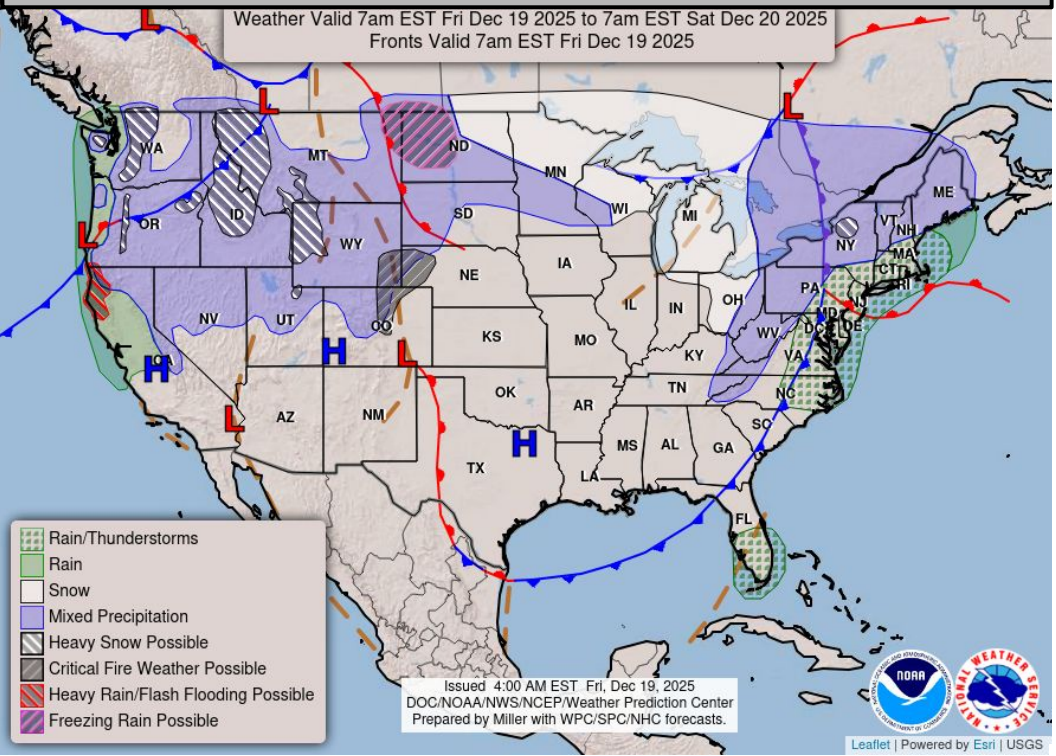 Weather Valid 7am EST Fri Dec 19 2025 to 7am EST Sat Dec 20 2025
Fronts Valid 7am EST Fri Dec 19 2025
L
L
L
WA
MT
ND
MN
ME
OR
ID
SD
WI
MI
VT
NH
NY
L
WY
MA
CT
RI
NE
IA
PA
NJ
NV
UT
CO
IL
IN
OH
MD
DE
DC
KS
MO
WV
VA
H
CA
H
L
KY
L
AZ
NM
OK
AR
TN
NC
H
TX
MS
AL
GA
SC
LA
FL
Rain/Thunderstorms
Rain
Snow
Mixed Precipitation
Heavy Snow Possible
Critical Fire Weather Possible
Heavy Rain/Flash Flooding Possible
Freezing Rain Possible
Issued 4:00 AM EST Fri, Dec 19, 2025
DOC/NOAA/NWS/NCEP/Weather Prediction Center
Prepared by Miller with WPC/SPC/NHC forecasts.
NOAA
NATIONAL WEATHER SERVICE
Leaflet | Powered by Esri | USGS